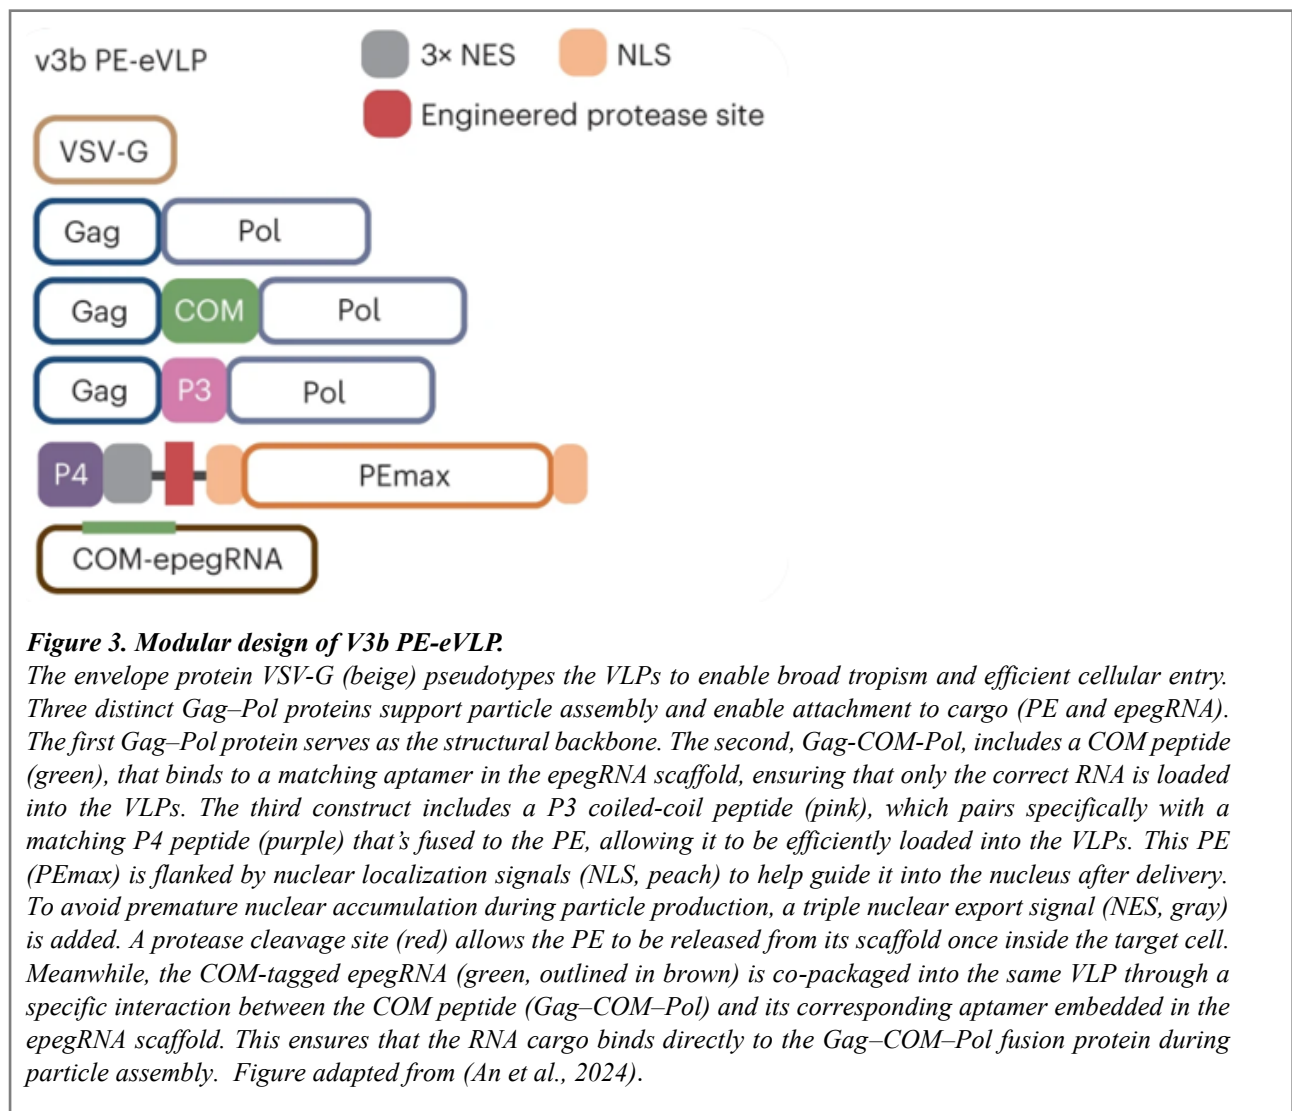 v3b PE-eVLP
3× NES
NLS
Engineered protease site
VSV-G
Gag
Pol
Gag
COM
Pol
Gag
P3
Pol
P4
PEmax
COM-epegRNA
Figure 3. Modular design of V3b PE-eVLP.
The envelope protein VSV-G (beige) pseudotypes the VLPs to enable broad tropism and efficient cellular entry.
Three distinct Gag–Pol proteins support particle assembly and enable attachment to cargo (PE and epegRNA).
The first Gag–Pol protein serves as the structural backbone. The second, Gag-COM-Pol, includes a COM peptide
(green), that binds to a matching aptamer in the epegRNA scaffold, ensuring that only the correct RNA is loaded
into the VLPs. The third construct includes a P3 coiled-coil peptide (pink), which pairs specifically with a
matching P4 peptide (purple) that’s fused to the PE, allowing it to be efficiently loaded into the VLPs. This PE
(PEmax) is flanked by nuclear localization signals (NLS, peach) to help guide it into the nucleus after delivery.
To avoid premature nuclear accumulation during particle production, a triple nuclear export signal (NES, gray)
is added. A protease cleavage site (red) allows the PE to be released from its scaffold once inside the target cell.
Meanwhile, the COM-tagged epegRNA (green, outlined in brown) is co-packaged into the same VLP through a
specific interaction between the COM peptide (Gag–COM–Pol) and its corresponding aptamer embedded in the
epegRNA scaffold. This ensures that the RNA cargo binds directly to the Gag–COM–Pol fusion protein during
particle assembly. Figure adapted from (An et al., 2024).